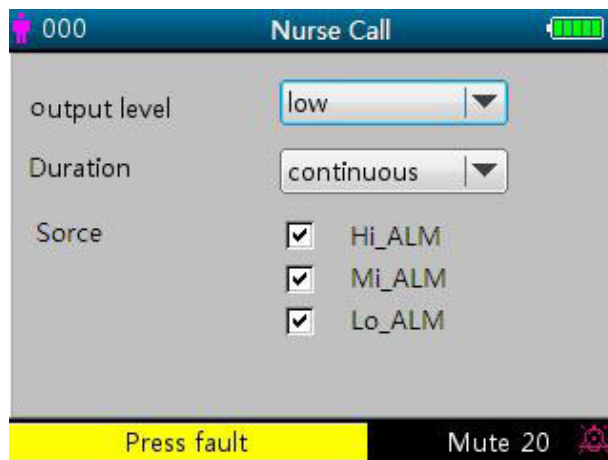 000 Nurse Call
output level low
Duration continuous
Sorce Hi_ALM
Mi_ALM
Lo_ALM
Press fault Mute 20